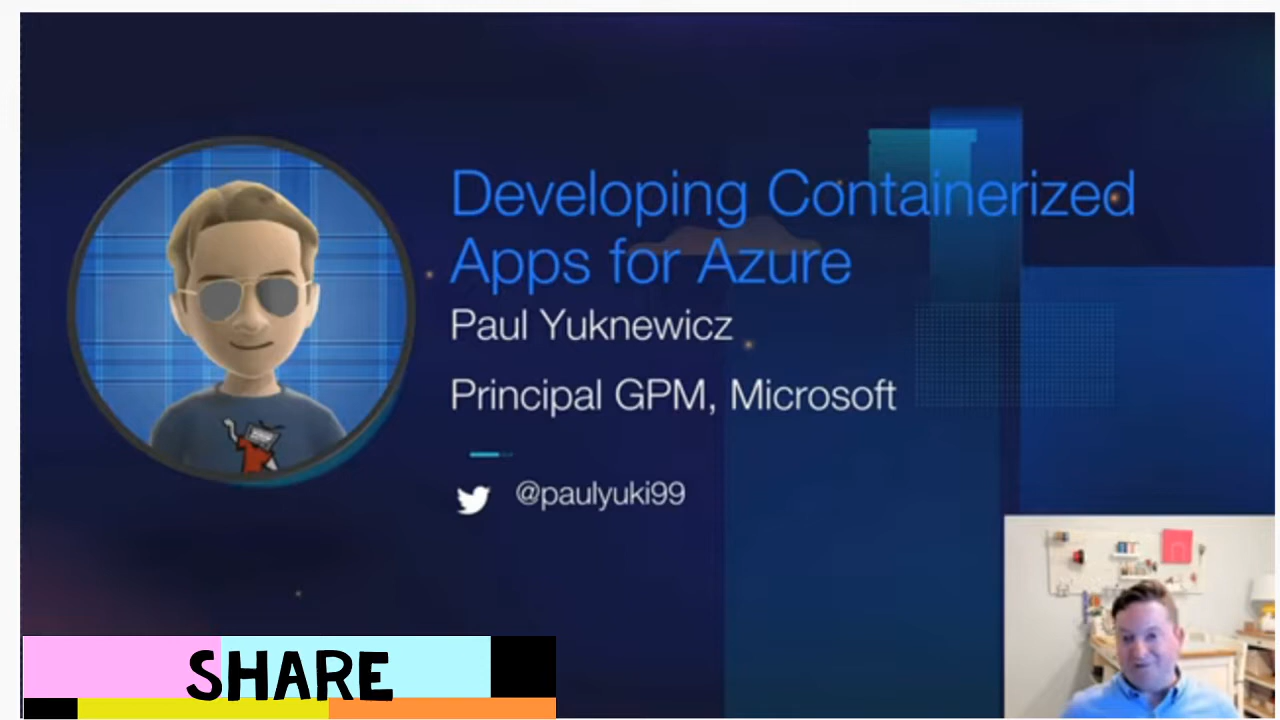 Developing Containerized
Apps for Azure
Paul Yuknewicz
Principal GPM, Microsoft
@paulyuki99
SHARE